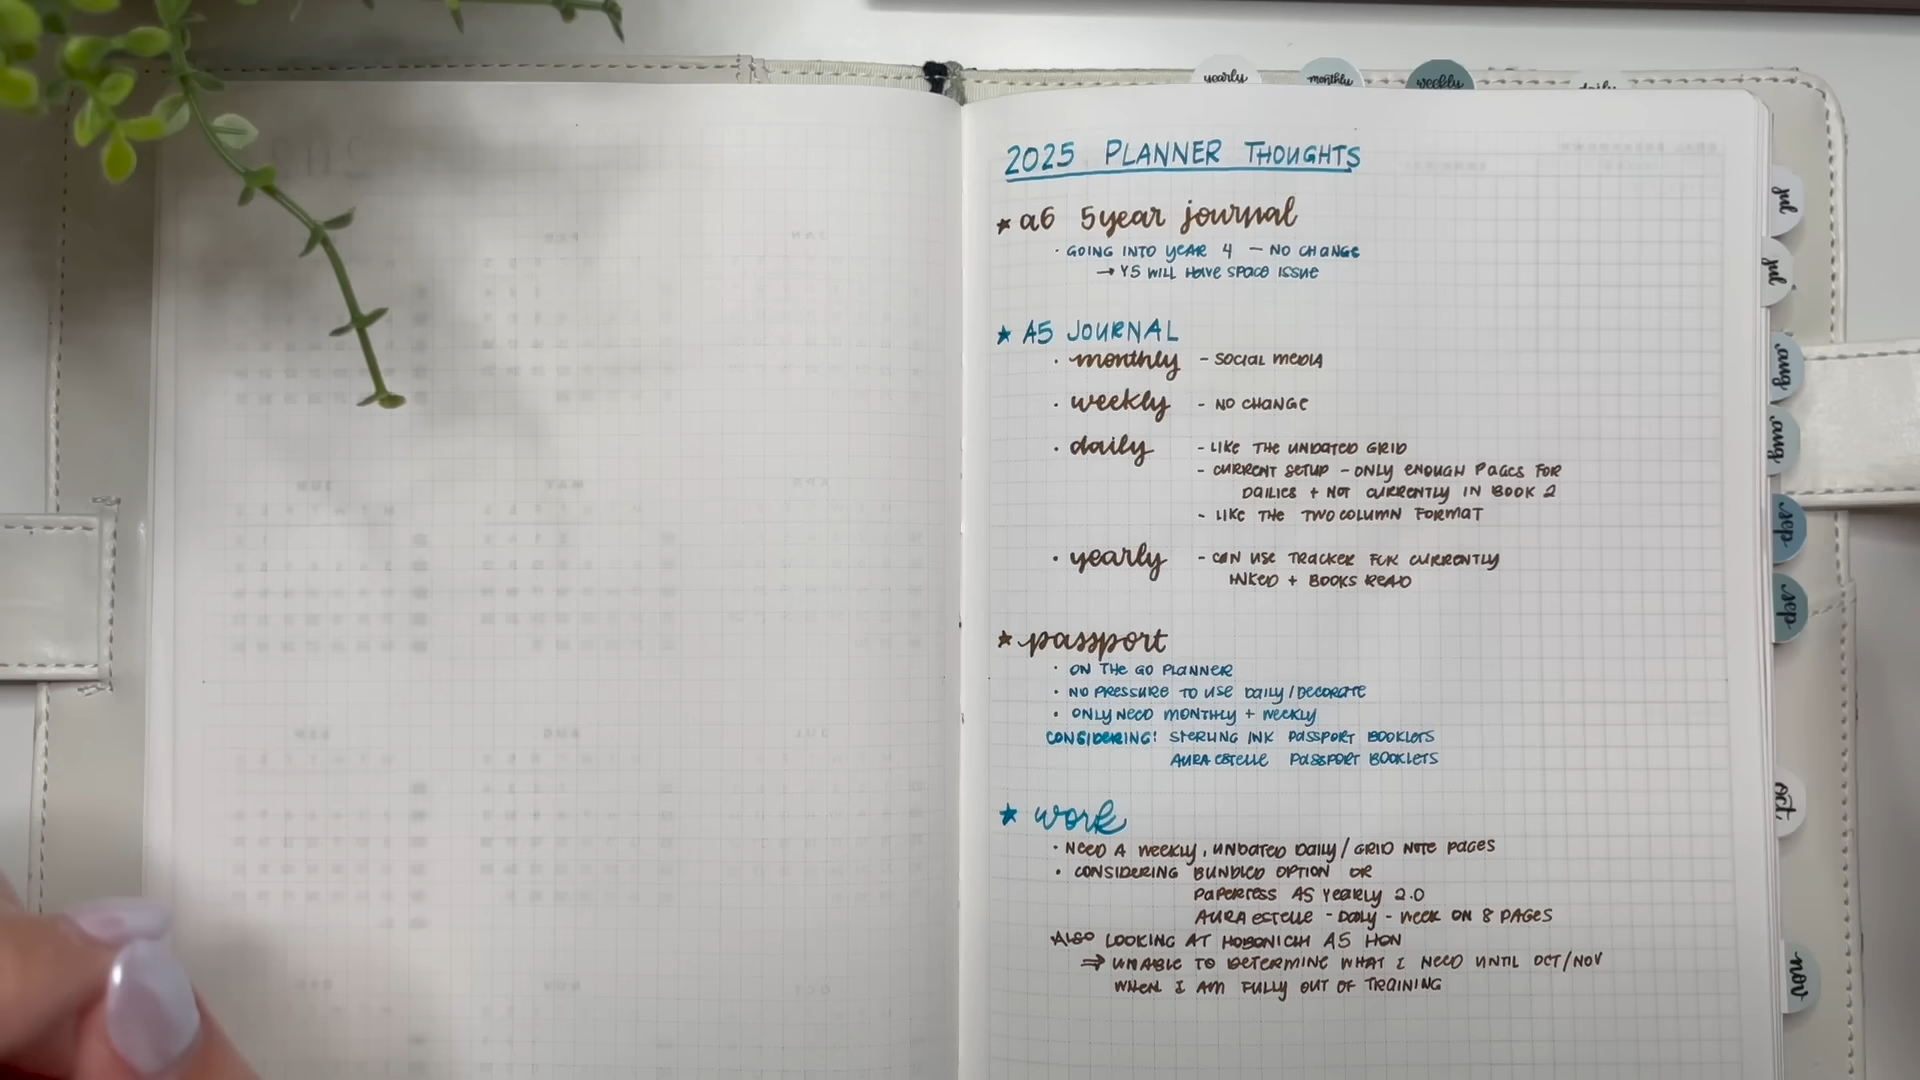 yearly
monthly
weekly
daily
2025 PLANNER THOUGHTS
★ a6 5year journal
· GOING INTO YEAR 4 — NO CHANGE
→ Y5 WILL HAVE SPACE ISSUE
★ A5 JOURNAL
· monthly - SOCIAL MEDIA
· weekly - NO CHANGE
· daily - LIKE THE UNDATED GRID
- CURRENT SETUP - ONLY ENOUGH PAGES FOR
DAILIES + NOT CURRENTLY IN BOOK 2
- LIKE THE TWO COLUMN FORMAT
· yearly - CAN USE TRACKER FUR CURRENTLY
INKED + BOOKS READ
★ passport
· ON THE GO PLANNER
· NO PRESSURE TO USE DAILY/DECORATE
· ONLY NEED MONTHLY + WEEKLY
CONSIDERING: STERLING INK PASSPORT BOOKLETS
AURA ESTELLE PASSPORT BOOKLETS
★ work
· NEED A WEEKLY, UNDATED DAILY/GRID NOTE PAGES
· CONSIDERING BUNDLED OPTION OR
PAPERTESS A5 YEARLY 2.0
AURA ESTELLE - DAILY - WEEK ON 8 PAGES
ALSO LOOKING AT HOBONICHI A5 HON
⇒ UNABLE TO DETERMINE WHAT I NEED UNTIL OCT/NOV
WHEN I AM FULLY OUT OF TRAINING
jul
jul
aug
aug
sep
sep
oct
nov